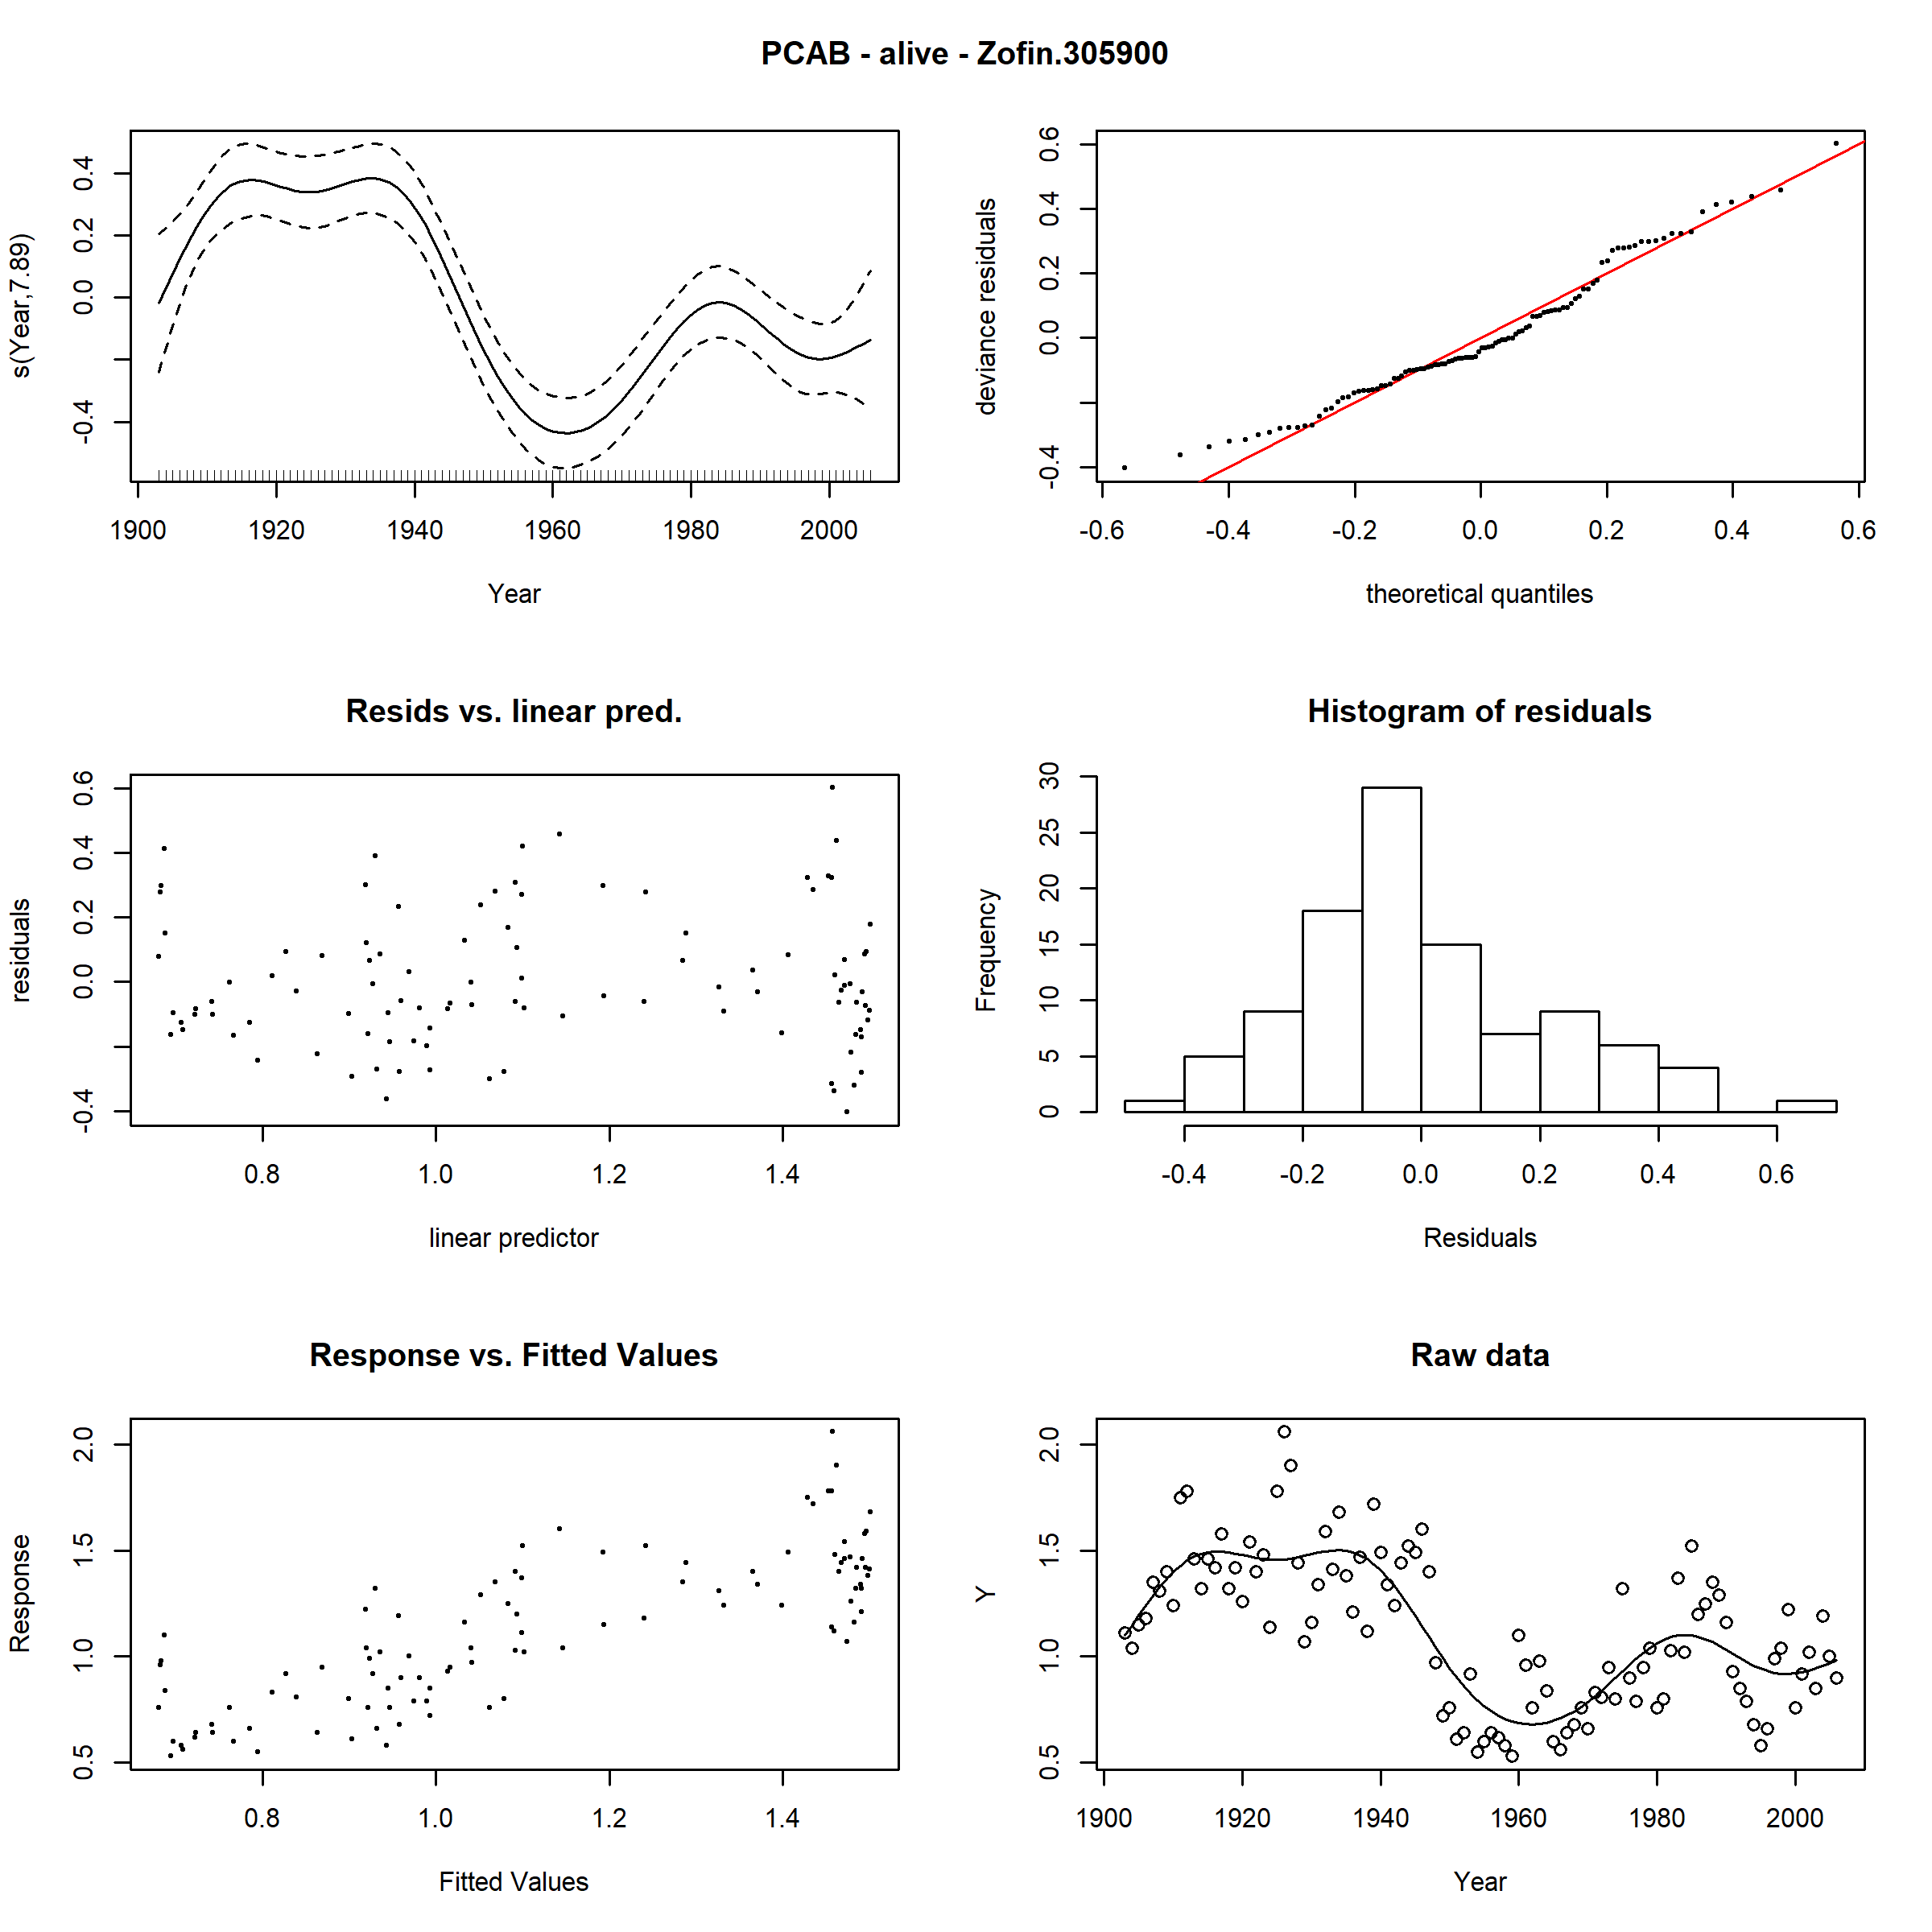 PCAB - alive - Zofin.305900
s(Year,7.89)
-0.4 0.0 0.2 0.4
1900 1920 1940 1960 1980 2000
Year
deviance residuals
-0.4 0.0 0.2 0.4 0.6
-0.6 -0.4 -0.2 0.0 0.2 0.4 0.6
theoretical quantiles
Resids vs. linear pred.
residuals
-0.4 0.0 0.2 0.4 0.6
0.8 1.0 1.2 1.4
linear predictor
Histogram of residuals
Frequency
0 5 10 15 20 25 30
-0.4 -0.2 0.0 0.2 0.4 0.6
Residuals
Response vs. Fitted Values
Response
0.5 1.0 1.5 2.0
0.8 1.0 1.2 1.4
Fitted Values
Raw data
Y
0.5 1.0 1.5 2.0
1900 1920 1940 1960 1980 2000
Year